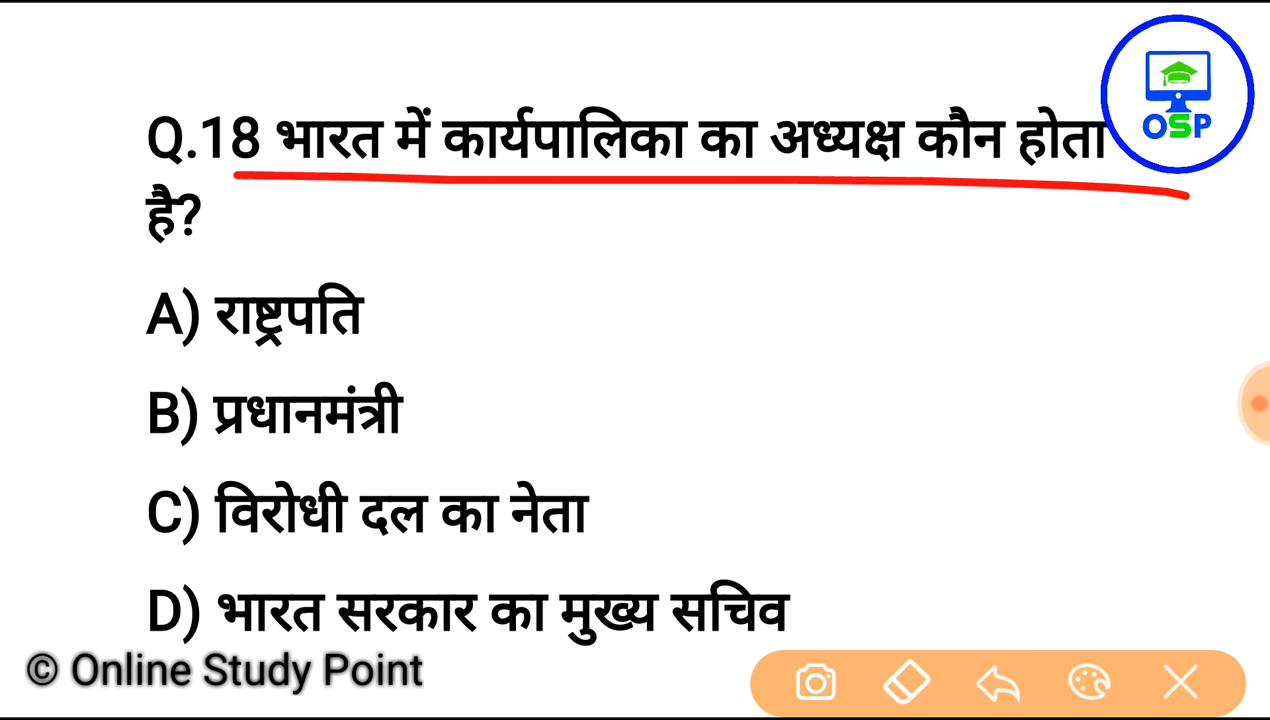 Q.18 भारत में कार्यपालिका का अध्यक्ष कौन होता
है?
A) राष्ट्रपति
B) प्रधानमंत्री
C) विरोधी दल का नेता
D) भारत सरकार का मुख्य सचिव
© Online Study Point
OSP